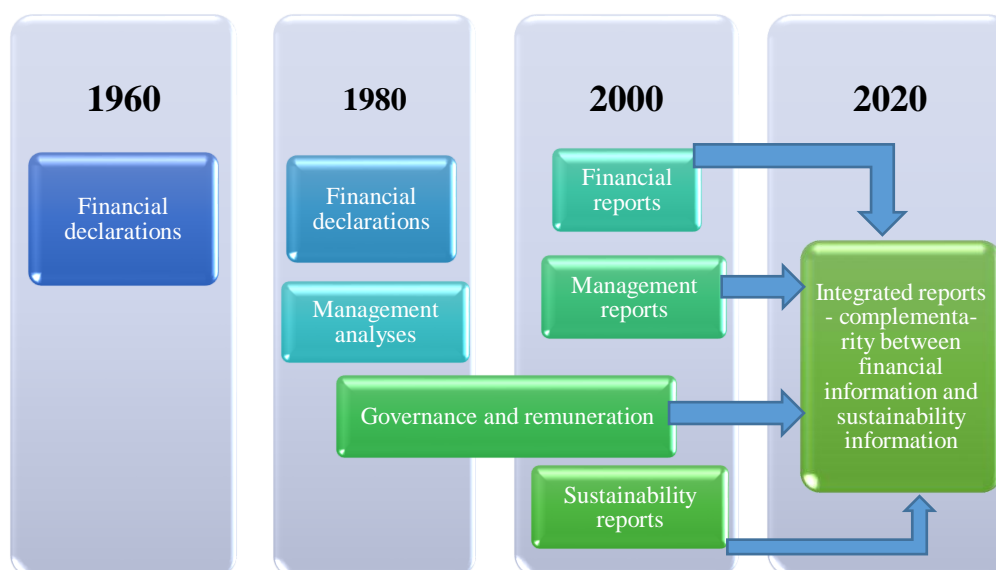 1960
Financial
declarations
1980
Financial
declarations
Management
analyses
Governance and remuneration
2000
Financial
reports
Management
reports
Sustainability
reports
2020
Integrated reports
- complementa-
rity between
financial
information and
sustainability
information